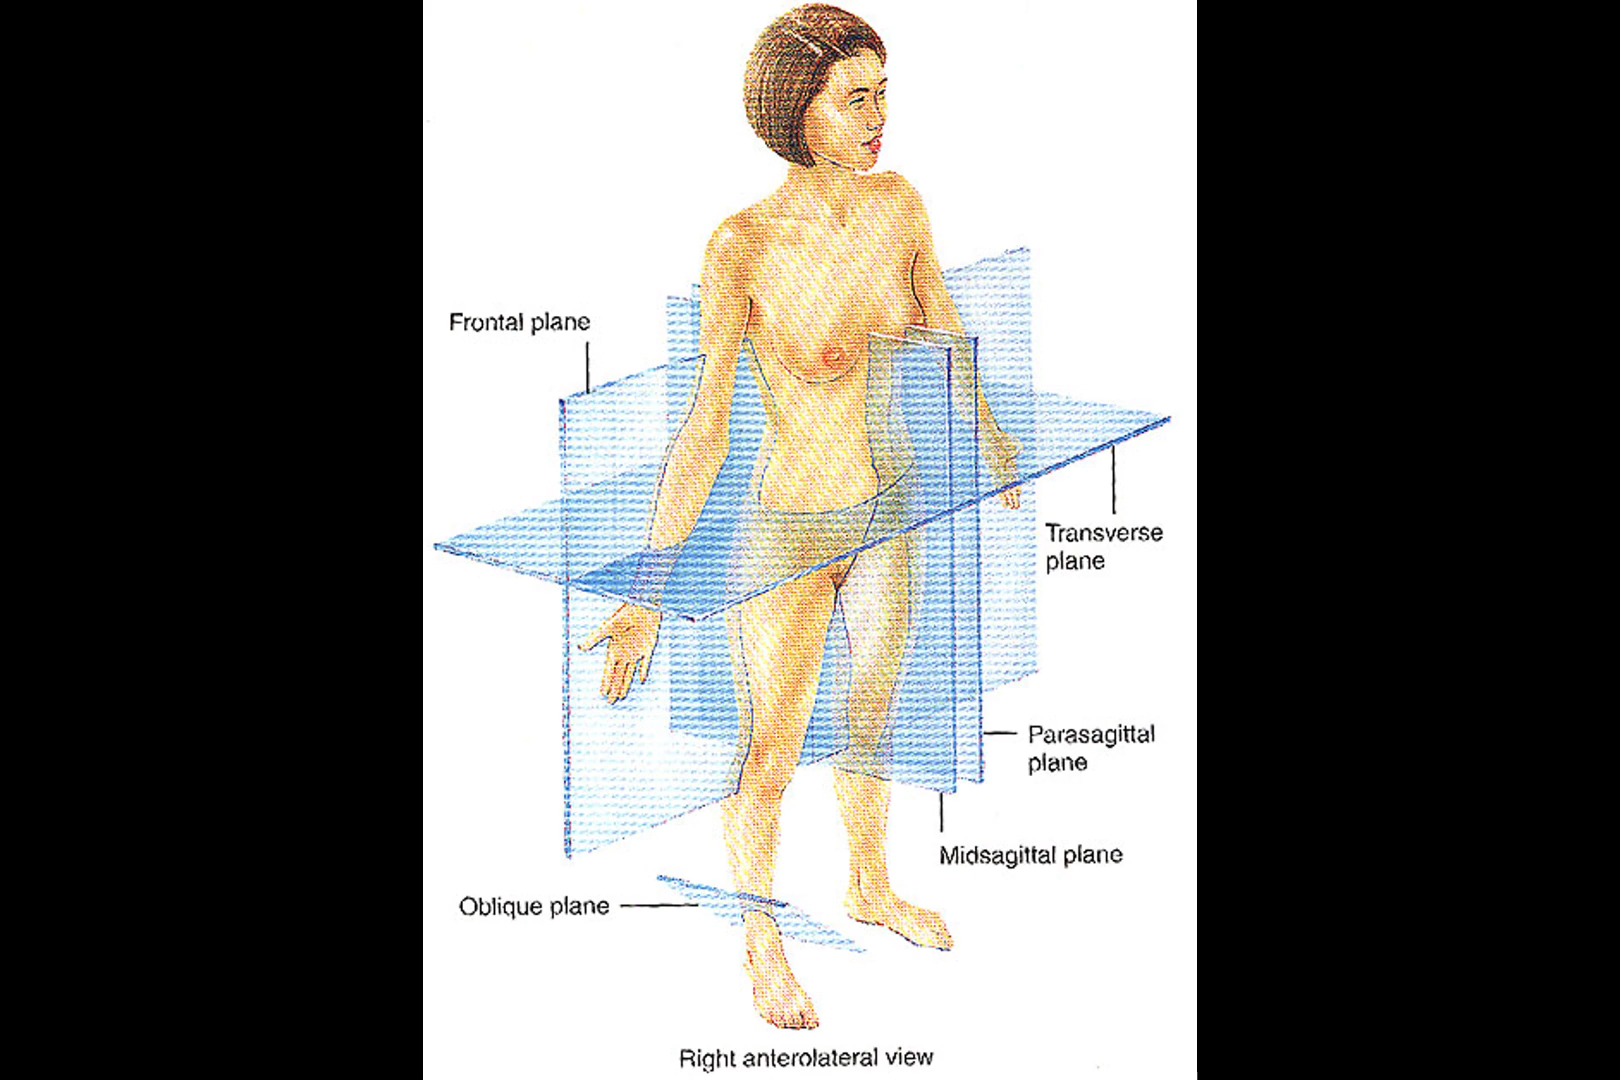 Frontal plane
Transverse
plane
Parasagittal
plane
Midsagittal plane
Oblique plane
Right anterolateral view